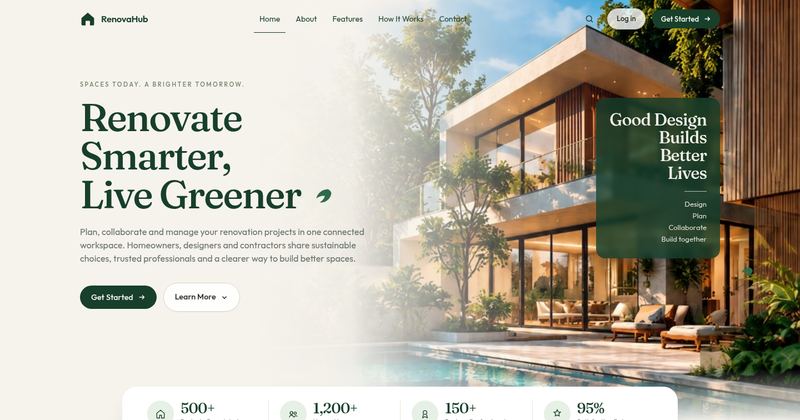 RenovaHub
Home
About
Features
How It Works
Contact
Log in
Get Started
SPACES TODAY. A BRIGHTER TOMORROW.
Renovate
Smarter,
Live Greener
Plan, collaborate and manage your renovation projects in one connected
workspace. Homeowners, designers and contractors share sustainable
choices, trusted professionals and a clearer way to build better spaces.
Get Started
Learn More
Good Design
Builds
Better
Lives
Design
Plan
Collaborate
Build together
500+
1,200+
150+
95%